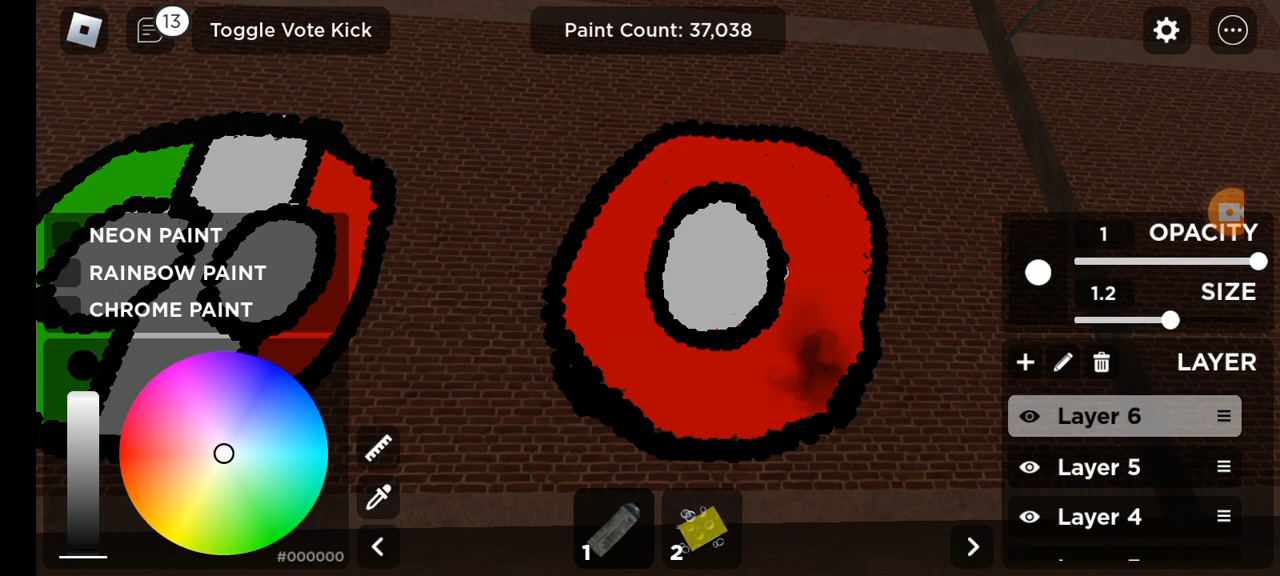 13
Toggle Vote Kick
Paint Count: 37,038
NEON PAINT
RAINBOW PAINT
CHROME PAINT
#000000
1
2
1 OPACITY
1.2 SIZE
LAYER
Layer 6
Layer 5
Layer 4